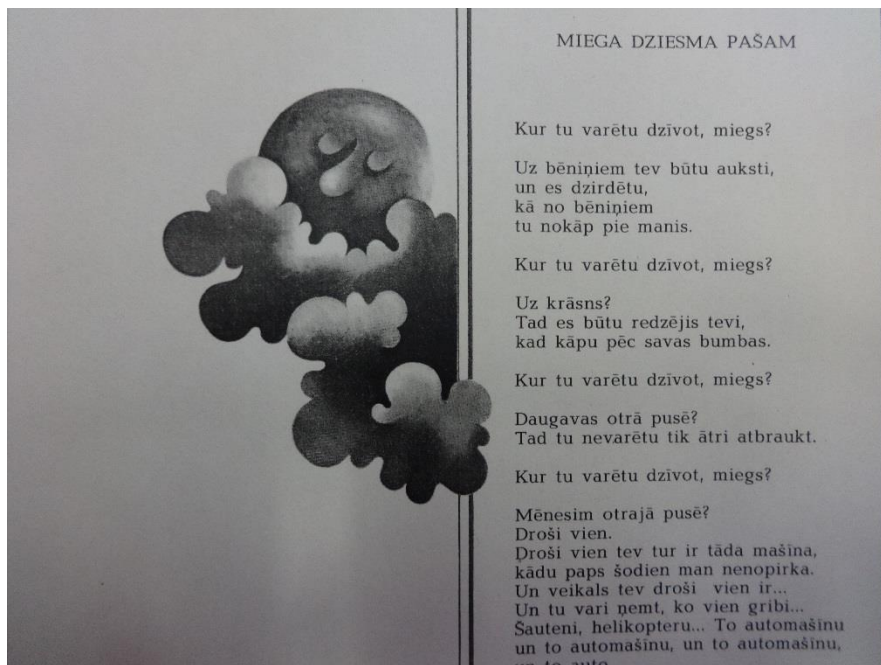 MIEGA DZIESMA PAŠAM
Kur tu varētu dzīvot, miegs?
Uz bēniņiem tev būtu auksti,
un es dzirdētu,
kā no bēniņiem
tu nokāp pie manis.
Kur tu varētu dzīvot, miegs?
Uz krāsns?
Tad es būtu redzējis tevi,
kad kāpu pēc savas bumbas.
Kur tu varētu dzīvot, miegs?
Daugavas otrā pusē?
Tad tu nevarētu tik ātri atbraukt.
Kur tu varētu dzīvot, miegs?
Mēnesim otrajā pusē?
Droši vien.
Droši vien tev tur ir tāda mašīna,
kādu paps šodien man nenopirka.
Un veikals tev droši vien ir...
Un tu vari ņemt, ko vien gribi...
Šauteni, helikopteru... To automašīnu
un to automašīnu, un to automašīnu,
un to auto